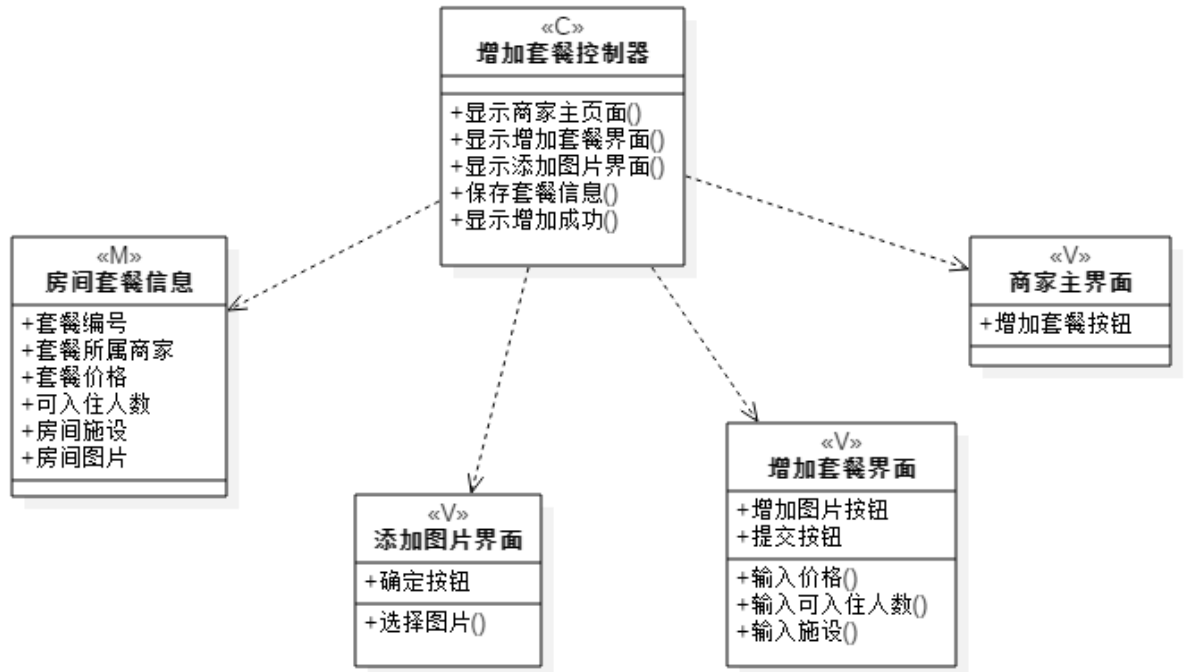 «C»
增加套餐控制器
+显示商家主页面()
+显示增加套餐界面()
+显示添加图片界面()
+保存套餐信息()
+显示增加成功()
«M»
房间套餐信息
+套餐编号
+套餐所属商家
+套餐价格
+可入住人数
+房间施设
+房间图片
«V»
添加图片界面
+确定按钮
+选择图片()
«V»
增加套餐界面
+增加图片按钮
+提交按钮
+输入价格()
+输入可入住人数()
+输入施设()
«V»
商家主界面
+增加套餐按钮